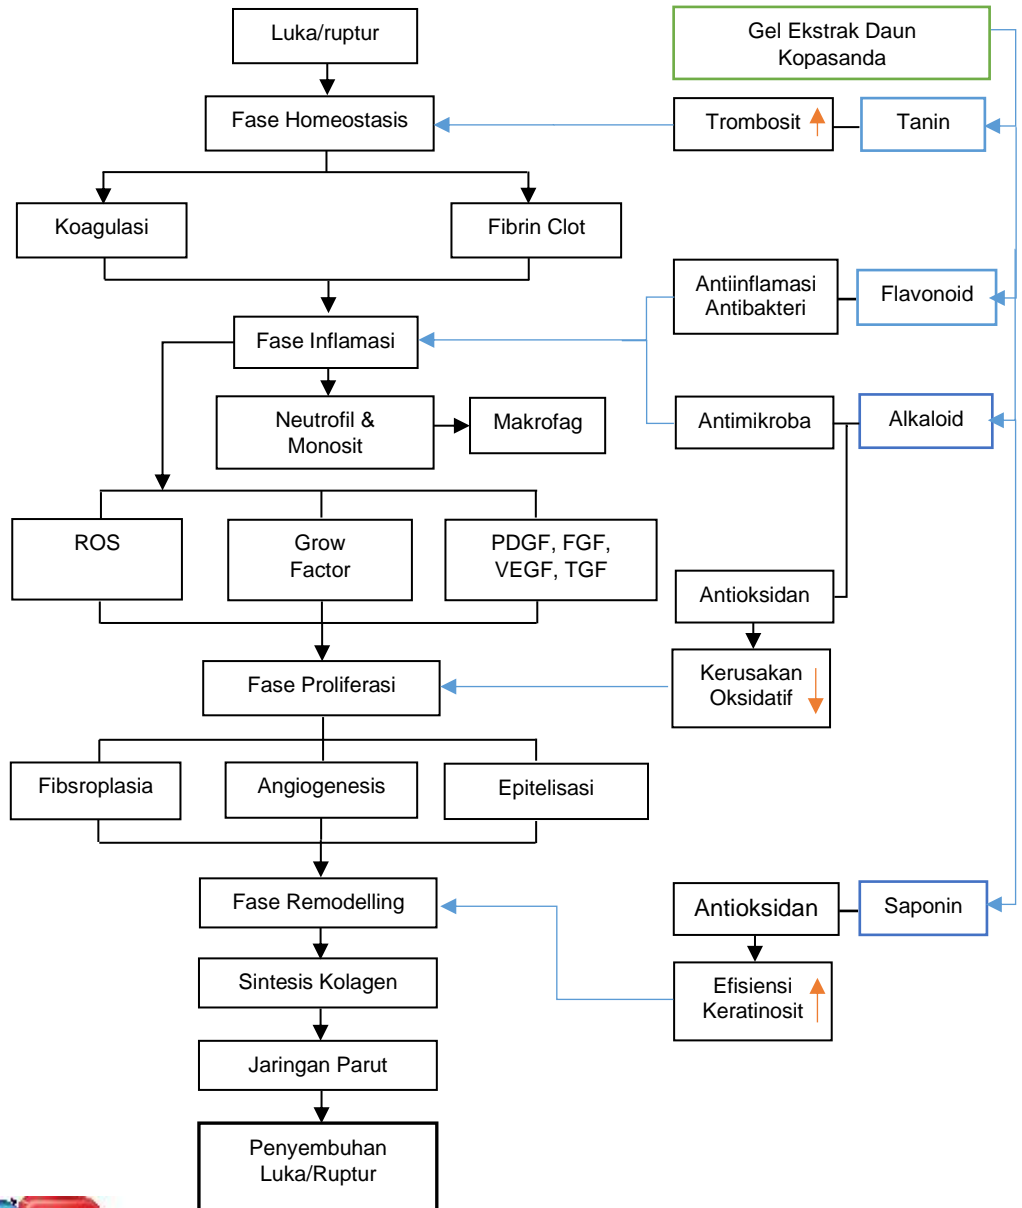 Luka/ruptur
Gel Ekstrak Daun
Kopasanda
Fase Homeostasis
Trombosit
Tanin
Koagulasi
Fibrin Clot
Antiinflamasi
Antibakteri
Flavonoid
Fase Inflamasi
Neutrofil &
Monosit
Makrofag
Antimikroba
Alkaloid
ROS
Grow
Factor
PDGF, FGF,
VEGF, TGF
Antioksidan
Kerusakan
Oksidatif
Fase Proliferasi
Fibsroplasia
Angiogenesis
Epitelisasi
Fase Remodelling
Antioksidan
Saponin
Sintesis Kolagen
Efisiensi
Keratinosit
Jaringan Parut
Penyembuhan
Luka/Ruptur